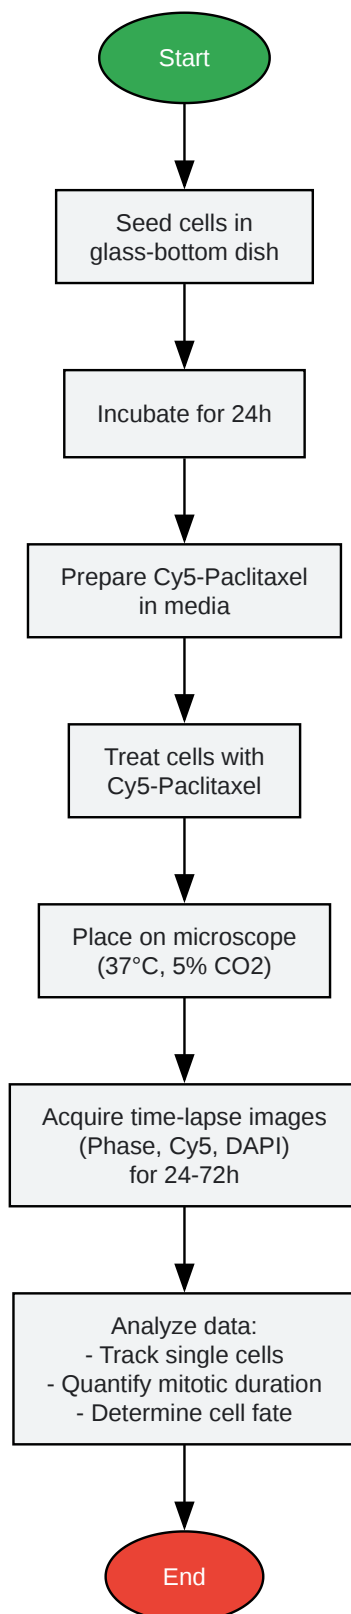 Start
Seed cells in
glass-bottom dish
Incubate for 24h
Prepare Cy5-Paclitaxel
in media
Treat cells with
Cy5-Paclitaxel
Place on microscope
(37°C, 5% CO2)
Acquire time-lapse images
(Phase, Cy5, DAPI)
for 24-72h
Analyze data:
- Track single cells
- Quantify mitotic duration
- Determine cell fate
End